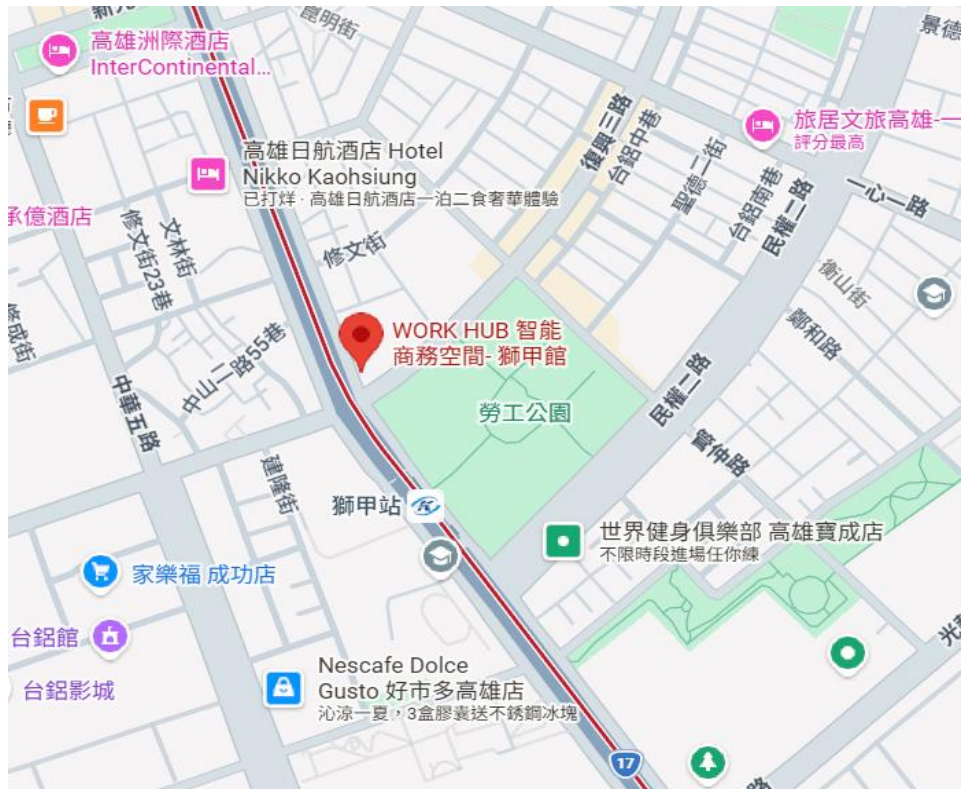 新光
昆明街
景德
高雄洲際酒店
InterContinental...
旅居文旅高雄-一
評分最高
高雄日航酒店 Hotel
Nikko Kaohsiung
已打烊 · 高雄日航酒店一泊二食奢華體驗
承億酒店
復興三路
台鋁中巷
聖德二街
台鋁南巷
民權二路
一心一路
文林街
修文街23巷
修文街
衡山街
鄭和路
修成街
中山二路55巷
WORK HUB 智能
商務空間- 獅甲館
中華五路
勞工公園
民權二路
管仲路
建隆街
獅甲站
世界健身俱樂部 高雄寶成店
不限時段進場任你練
家樂福 成功店
台鋁館
台鋁影城
Nescafe Dolce
Gusto 好市多高雄店
沁涼一夏，3盒膠囊送不銹鋼冰塊
光
17
路